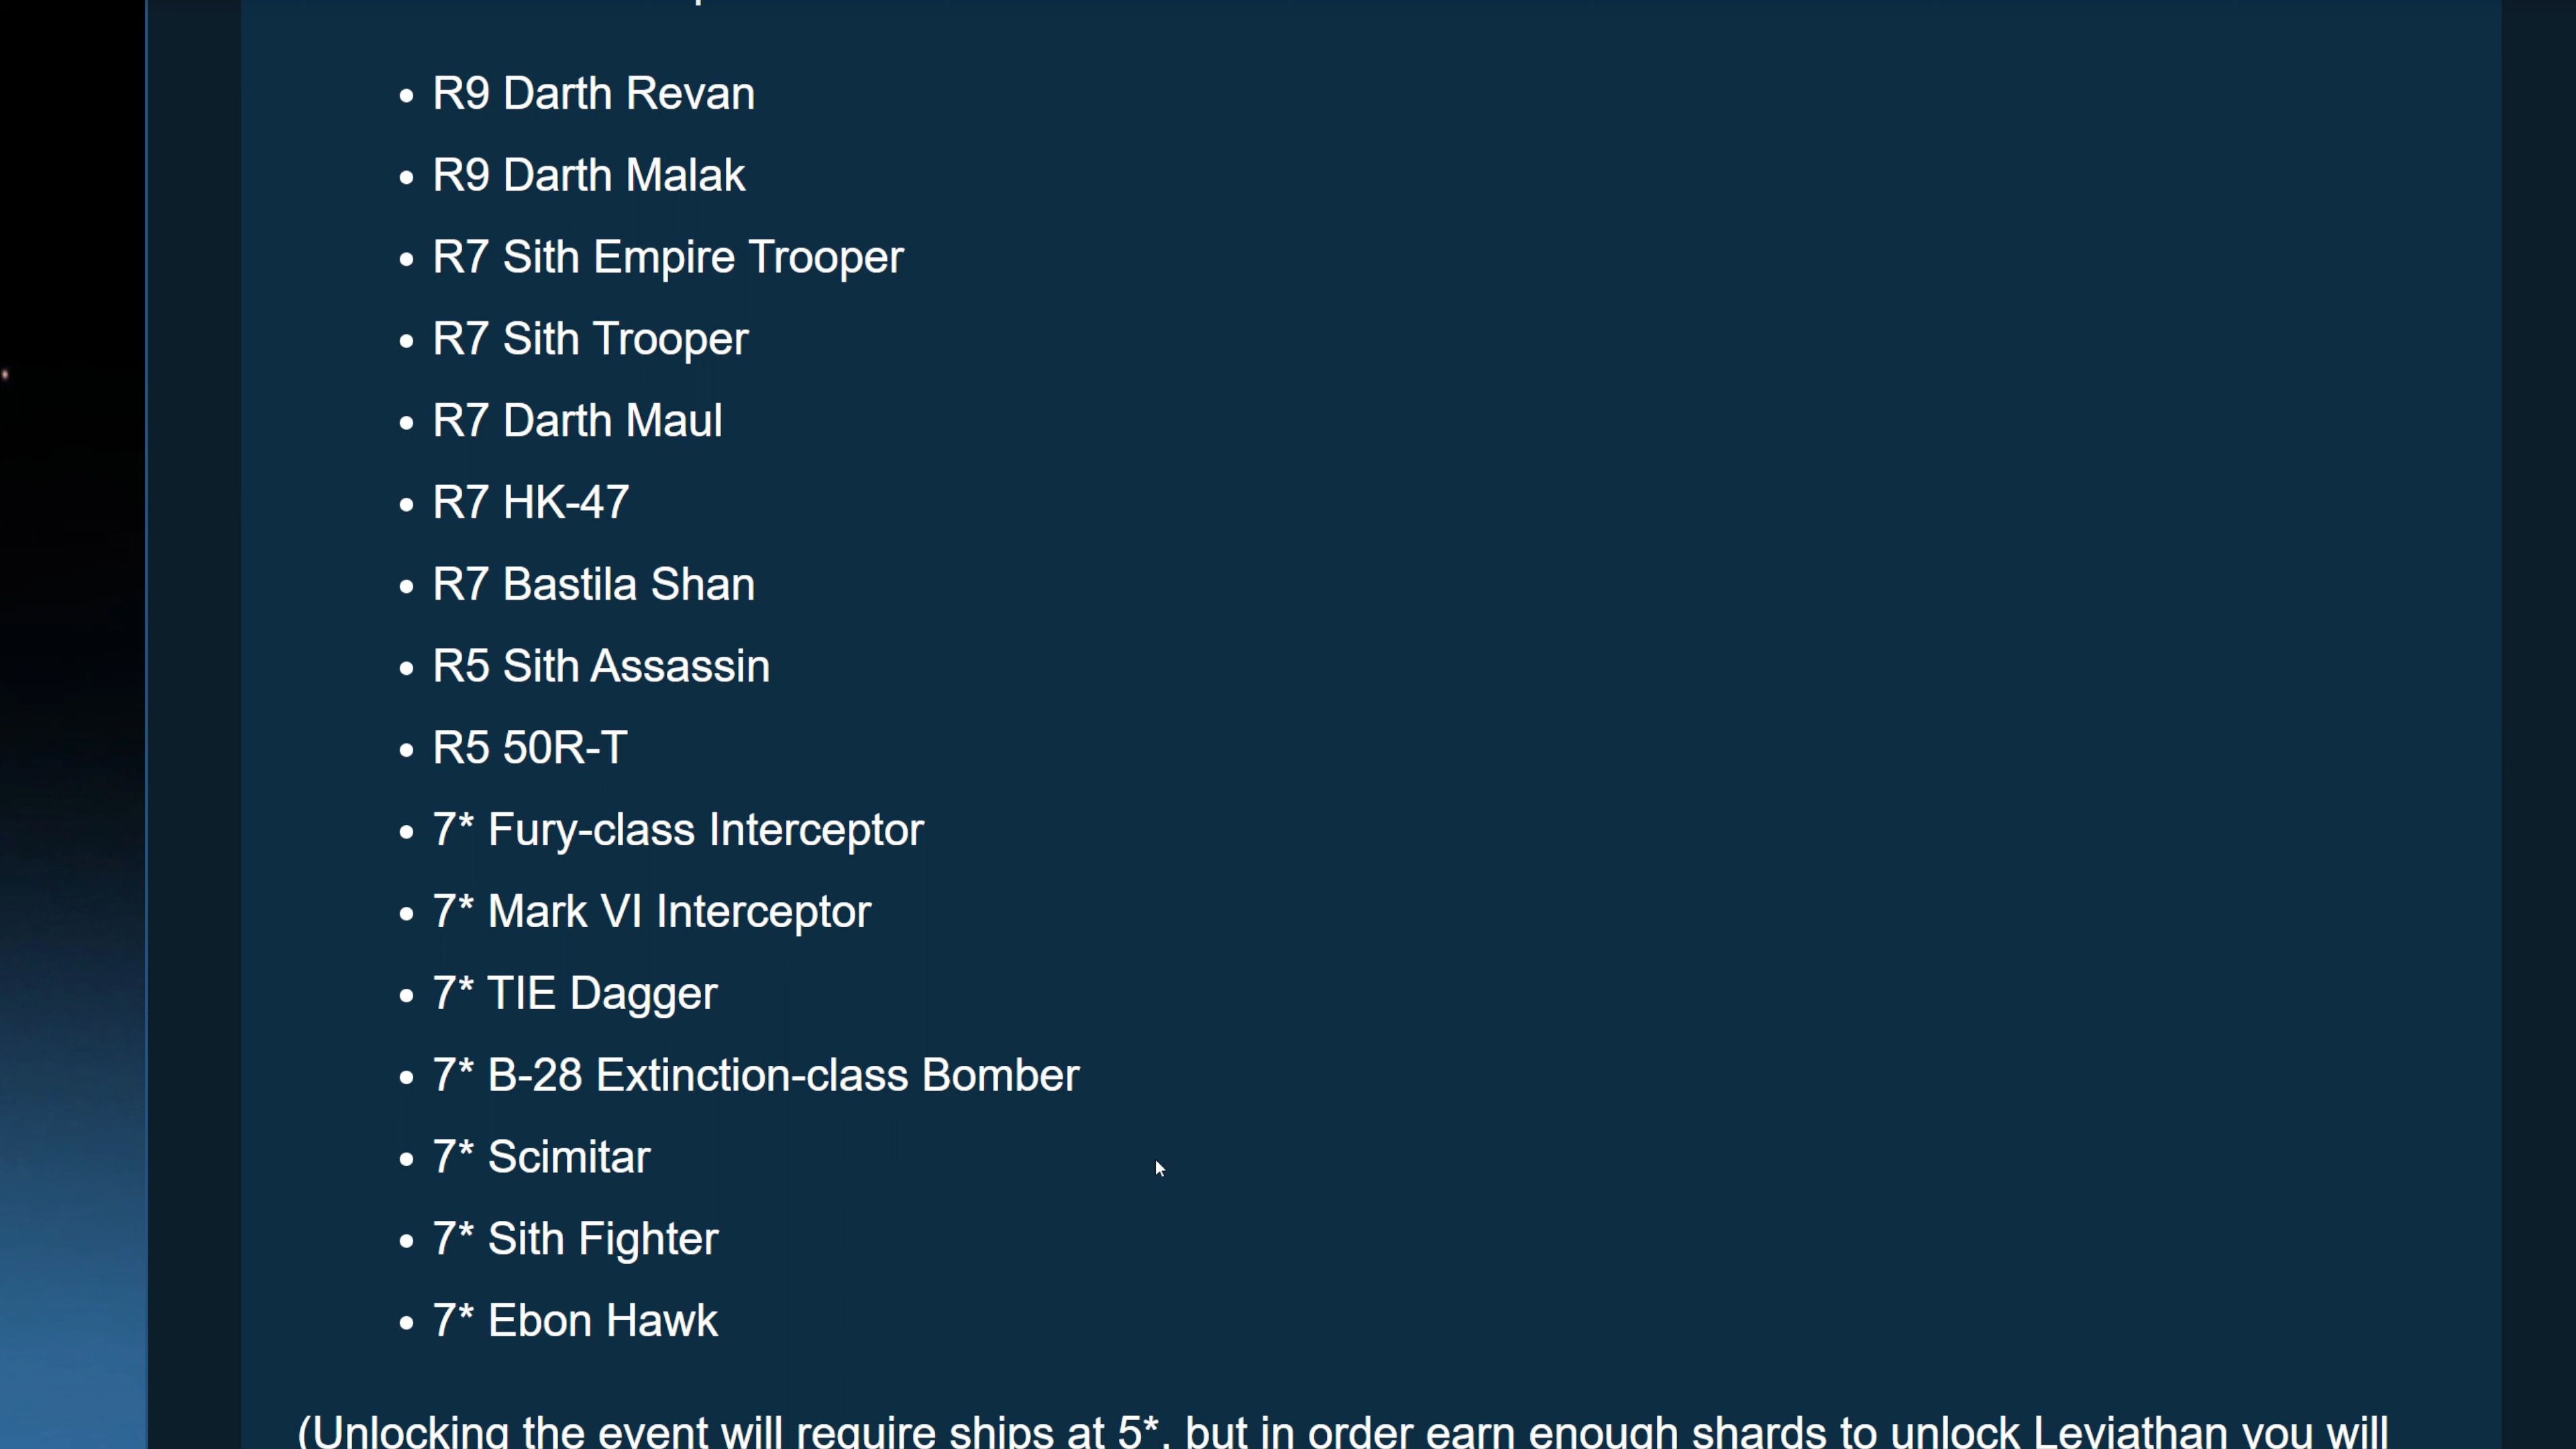 • R9 Darth Revan
• R9 Darth Malak
• R7 Sith Empire Trooper
• R7 Sith Trooper
• R7 Darth Maul
• R7 HK-47
• R7 Bastila Shan
• R5 Sith Assassin
• R5 50R-T
• 7* Fury-class Interceptor
• 7* Mark VI Interceptor
• 7* TIE Dagger
• 7* B-28 Extinction-class Bomber
• 7* Scimitar
• 7* Sith Fighter
• 7* Ebon Hawk
(Unlocking the event will require ships at 5*, but in order earn enough shards to unlock Leviathan you will